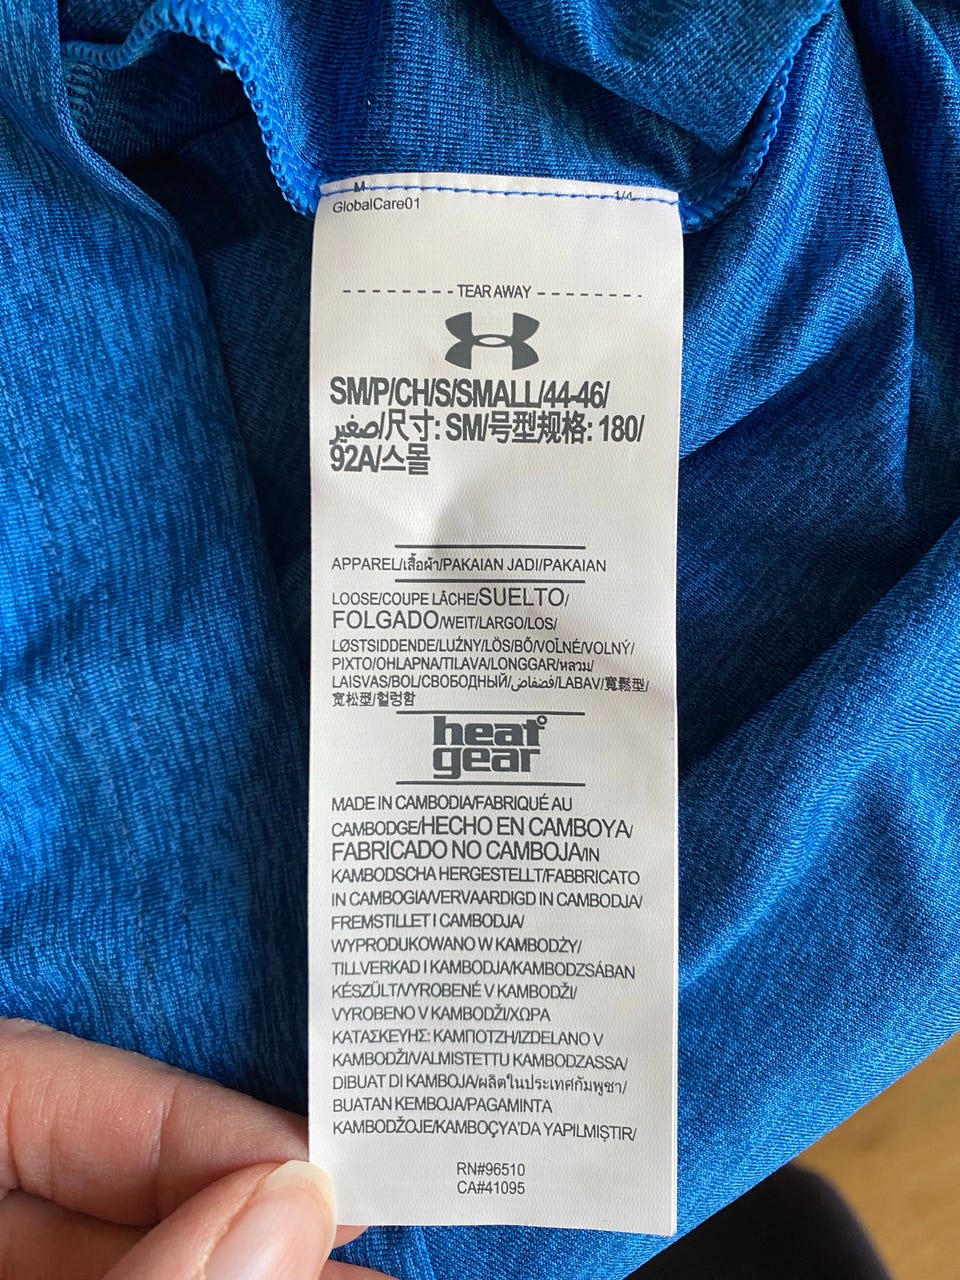 M 1/4
GlobalCare01
TEAR AWAY
SM/P/CH/S/SMALL/44-46/
صغير/尺寸: SM/号型规格: 180/
92A/스몰
APPAREL/เสื้อผ้า/PAKAIAN JADI/PAKAIAN
LOOSE/COUPE LÂCHE/SUELTO/
FOLGADO/WEIT/LARGO/LOS/
LØSTSIDDENDE/LUŹNY/LÖS/BŐ/VOĽNÉ/VOLNÝ/
PIXTO/OHLAPNA/TILAVA/LONGGAR/หลวม/
LAISVAS/BOL/СВОБОДНЫЙ/فضفاض/LABAV/寬鬆型/
宽松型/헐렁함
heat
gear
MADE IN CAMBODIA/FABRIQUÉ AU
CAMBODGE/HECHO EN CAMBOYA/
FABRICADO NO CAMBOJA/IN
KAMBODSCHA HERGESTELLT/FABBRICATO
IN CAMBOGIA/VERVAARDIGD IN CAMBODJA/
FREMSTILLET I CAMBODJA/
WYPRODUKOWANO W KAMBODŻY/
TILLVERKAD I KAMBODJA/KAMBODZSÁBAN
KÉSZÜLT/VYROBENÉ V KAMBODŽI/
VYROBENO V KAMBODŽI/ΧΩΡΑ
ΚΑΤΑΣΚΕΥΗΣ: ΚΑΜΠΟΤΖΗ/IZDELANO V
KAMBODŽI/VALMISTETTU KAMBODZASSA/
DIBUAT DI KAMBOJA/ผลิตในประเทศกัมพูชา/
BUATAN KEMBOJA/PAGAMINTA
KAMBODŽOJE/KAMBOÇYA'DA YAPILMIŞTIR/
RN#96510
CA#41095